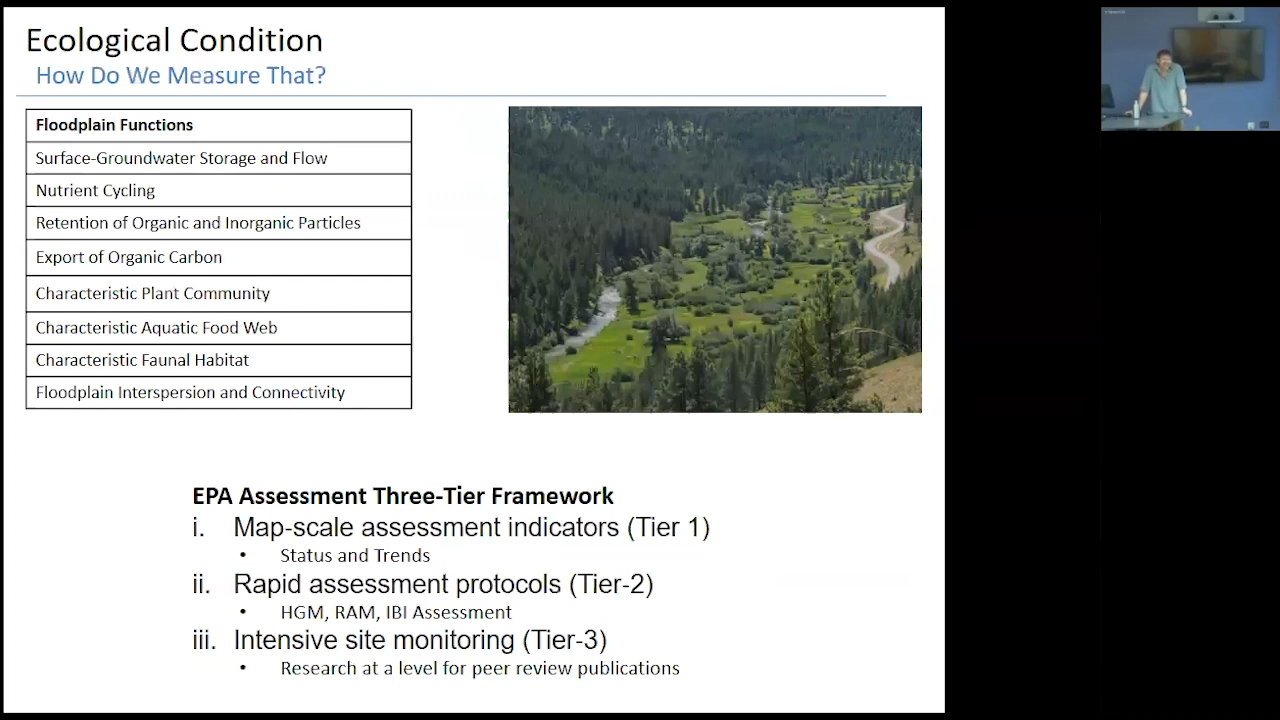 Ecological Condition
How Do We Measure That?
Floodplain Functions
Surface-Groundwater Storage and Flow
Nutrient Cycling
Retention of Organic and Inorganic Particles
Export of Organic Carbon
Characteristic Plant Community
Characteristic Aquatic Food Web
Characteristic Faunal Habitat
Floodplain Interspersion and Connectivity
EPA Assessment Three-Tier Framework
i. Map-scale assessment indicators (Tier 1)
• Status and Trends
ii. Rapid assessment protocols (Tier-2)
• HGM, RAM, IBI Assessment
iii. Intensive site monitoring (Tier-3)
• Research at a level for peer review publications